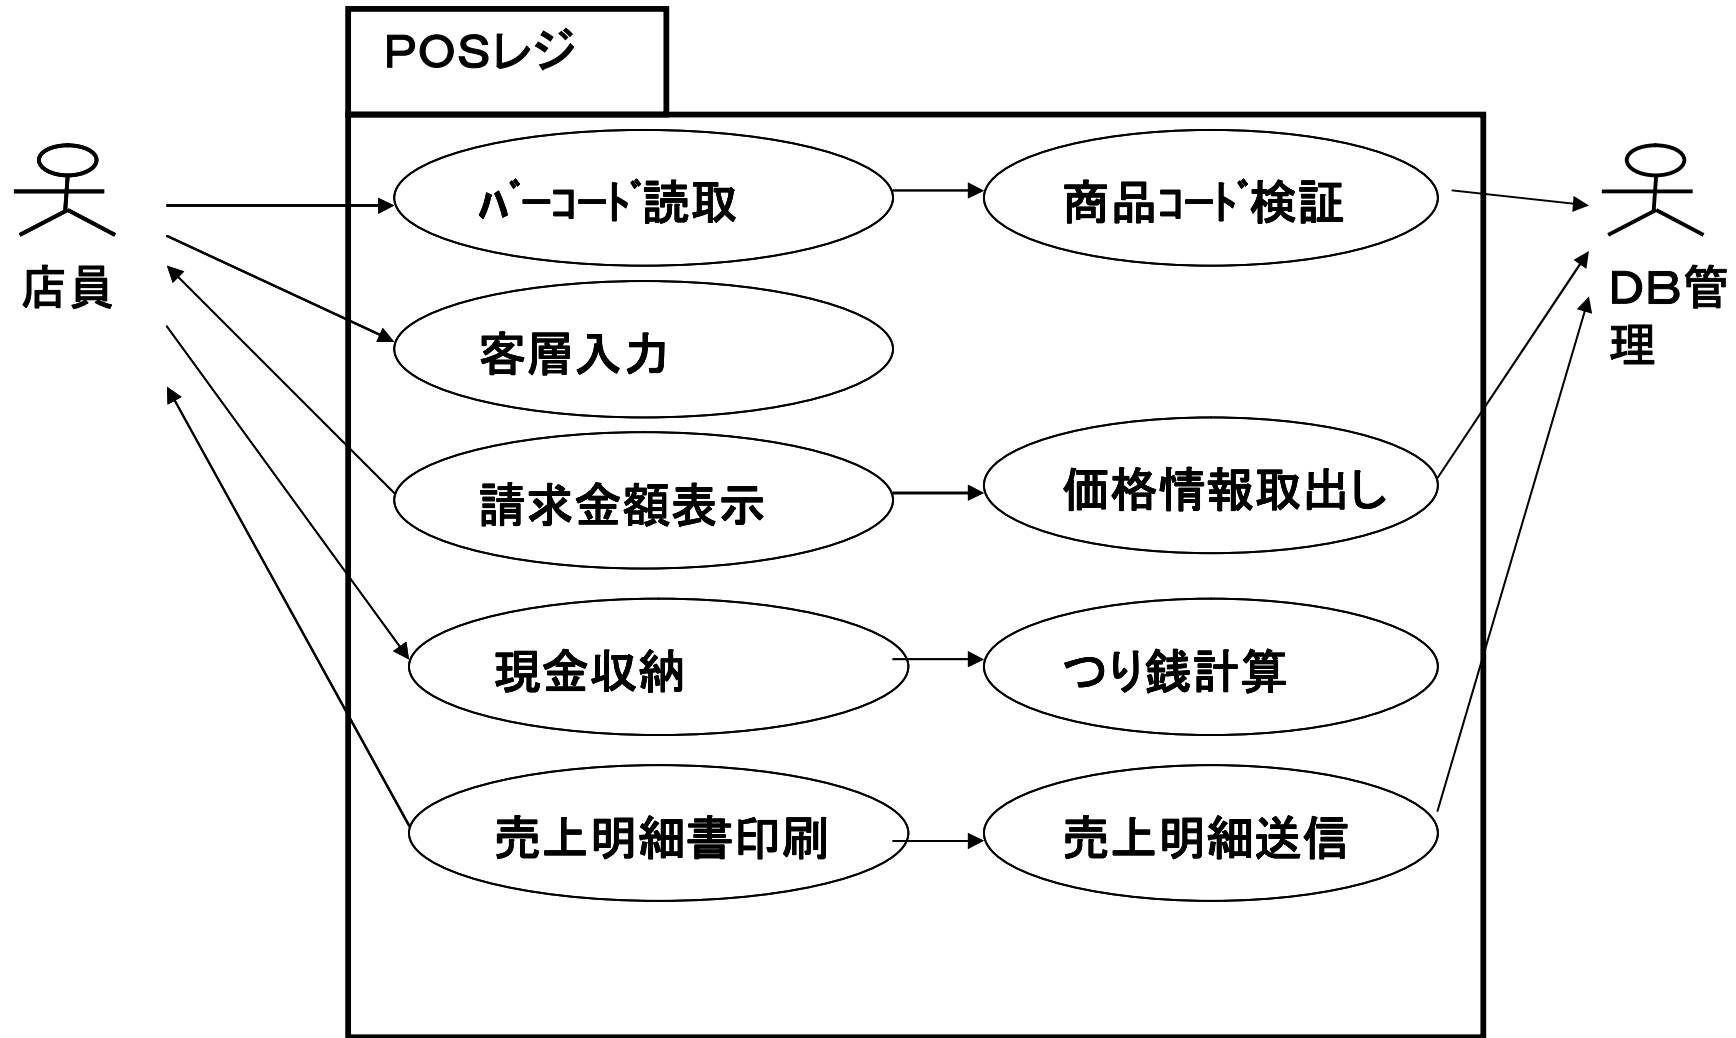 POSレジ
ﾊﾞｰｺｰﾄﾞ読取
商品ｺｰﾄﾞ検証
店員
DB管
理
客層入力
請求金額表示
価格情報取出し
現金収納
つり銭計算
売上明細書印刷
売上明細送信